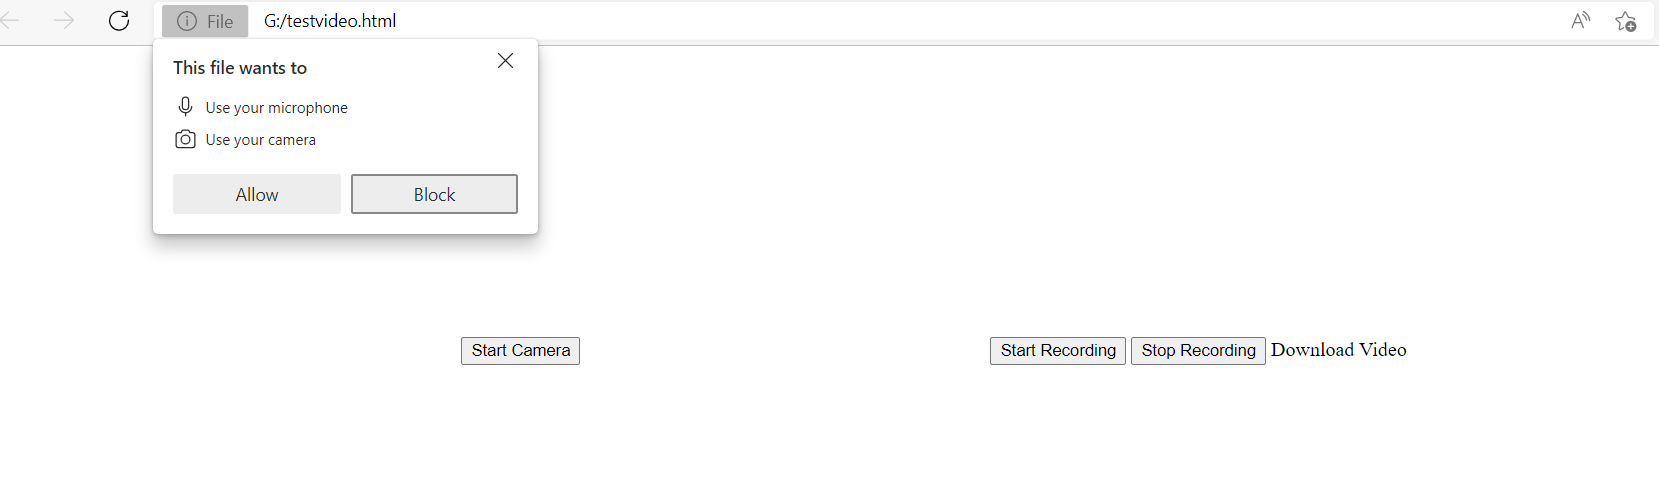 File G:/testvideo.html
This file wants to
Use your microphone
Use your camera
Allow Block
Start Camera Start Recording Stop Recording Download Video